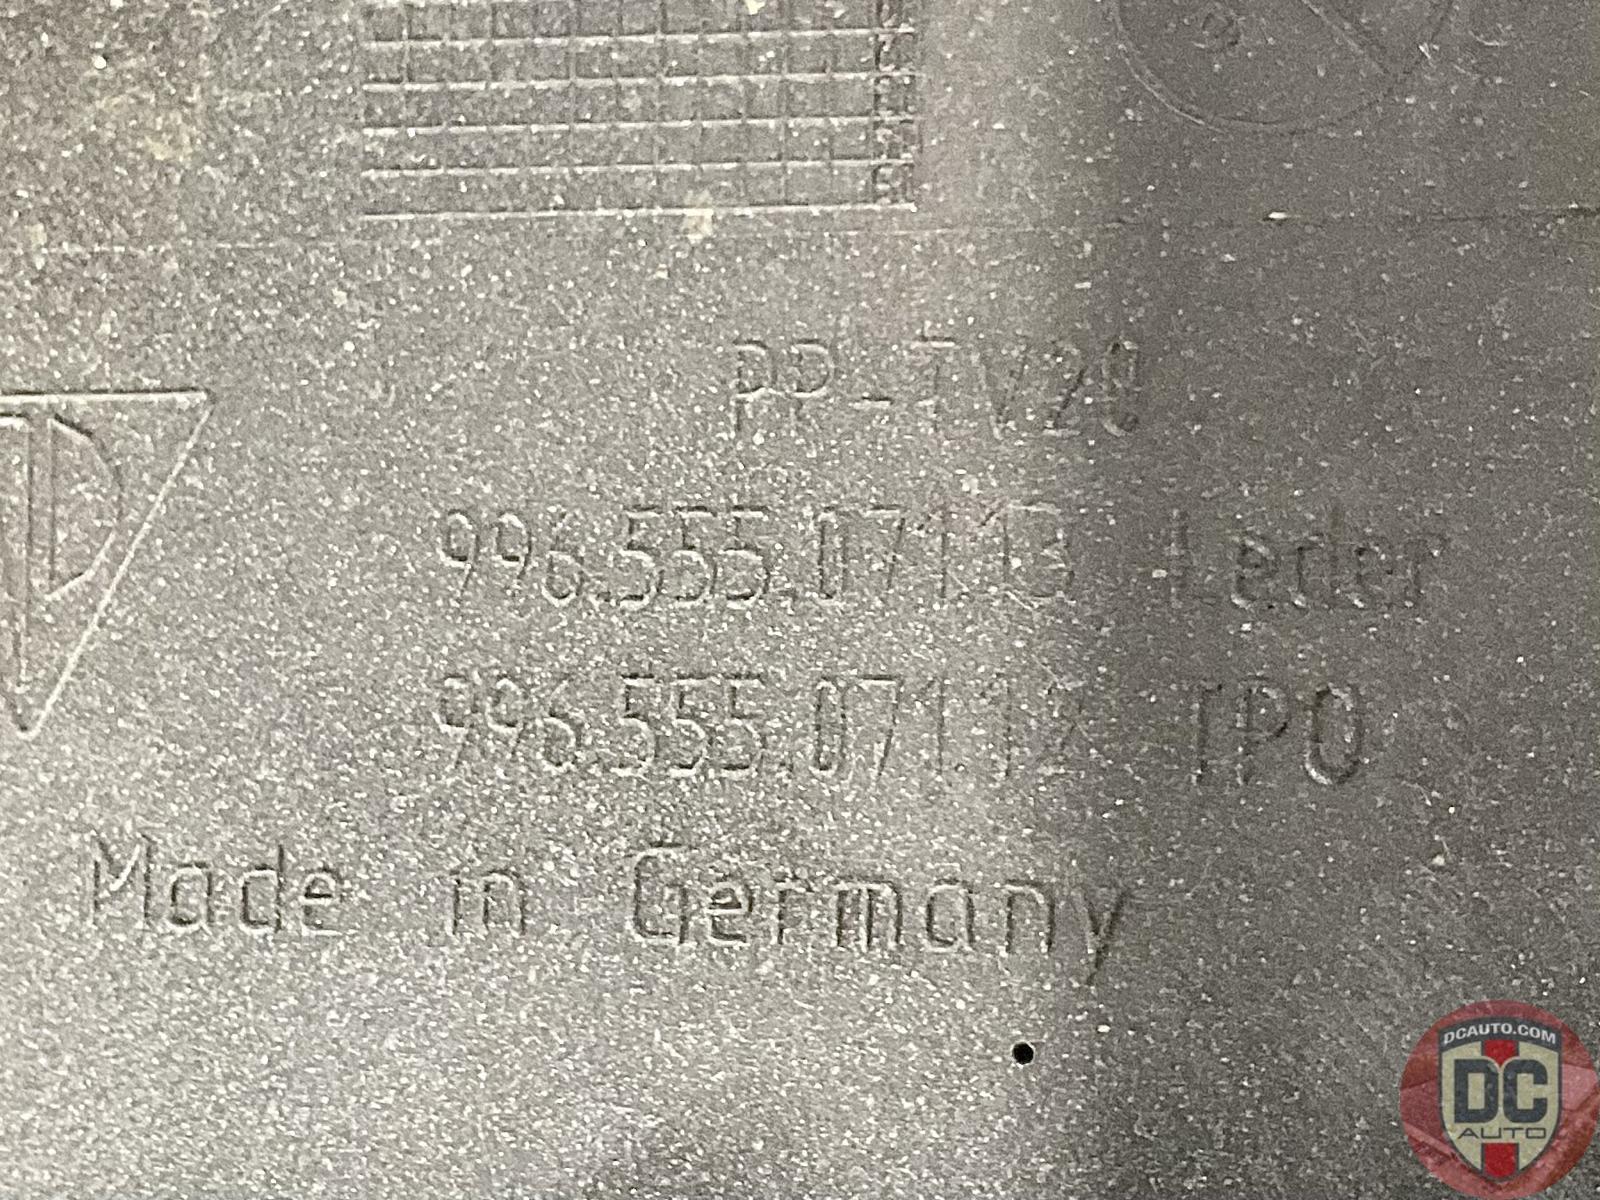 PP-TV20
996.555.071.13 Leder
996.555.071.12 TPO
Made in Germany
DCAUTO.COM
DC
AUTO